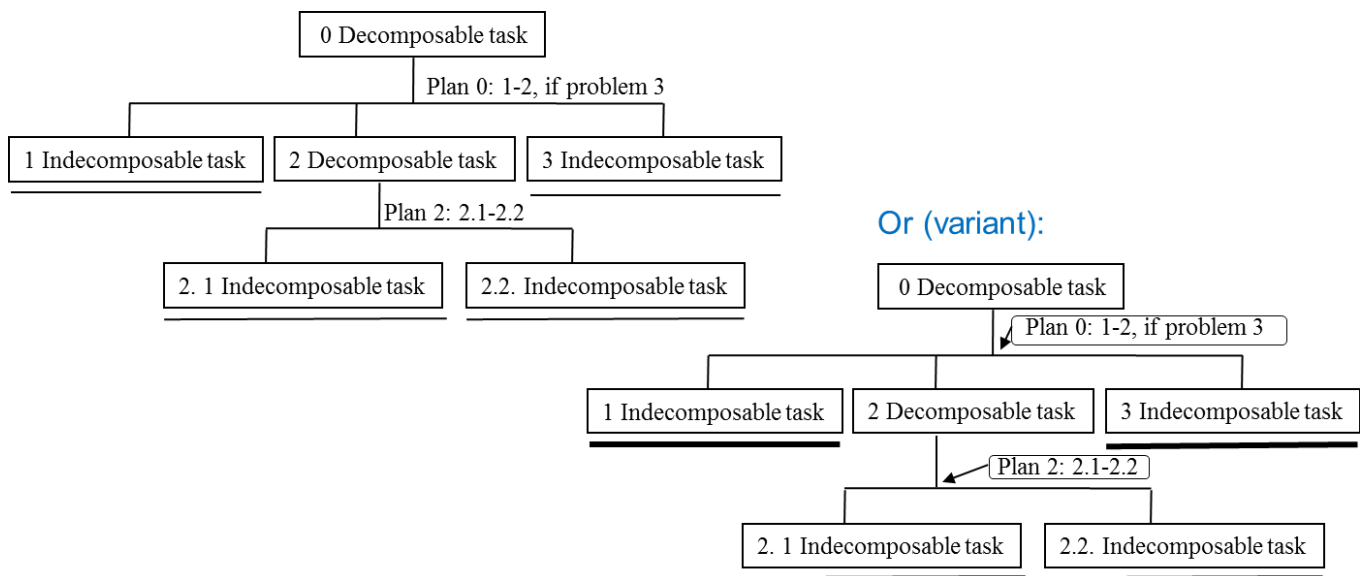 0 Decomposable task
Plan 0: 1-2, if problem 3
1 Indecomposable task
2 Decomposable task
3 Indecomposable task
Plan 2: 2.1-2.2
2. 1 Indecomposable task
2.2. Indecomposable task
Or (variant):
0 Decomposable task
Plan 0: 1-2, if problem 3
1 Indecomposable task
2 Decomposable task
3 Indecomposable task
Plan 2: 2.1-2.2
2. 1 Indecomposable task
2.2. Indecomposable task